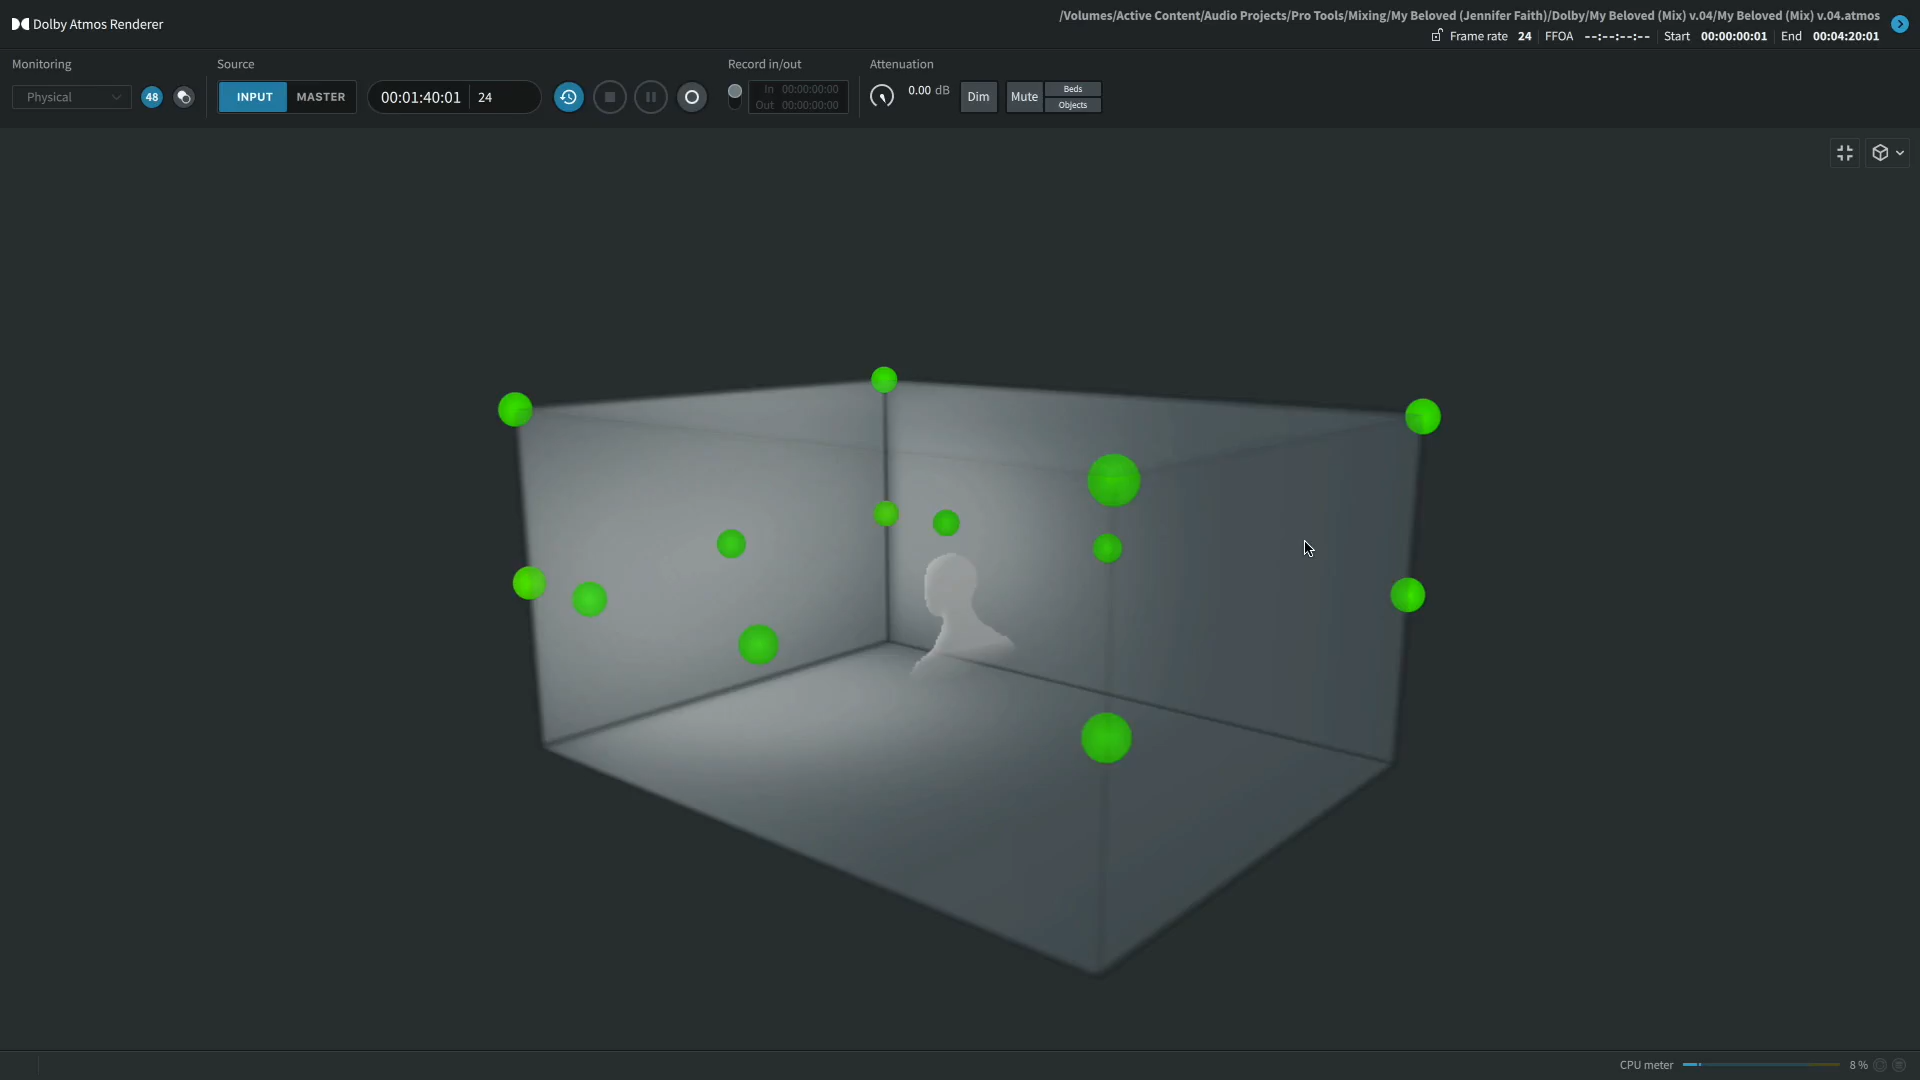 Dolby Atmos Renderer
/Volumes/Active Content/Audio Projects/Pro Tools/Mixing/My Beloved (Jennifer Faith)/Dolby/My Beloved (Mix) v.04/My Beloved (Mix) v.04.atmos
Frame rate 24 FFOA --:--:--:-- Start 00:00:00:01 End 00:04:20:01
Monitoring Source Record in/out Attenuation
Physical 48 INPUT MASTER 00:01:40:01 24 In 00:00:00:00 0.00 dB Dim Mute Beds
Out 00:00:00:00 Objects
CPU meter 8 %